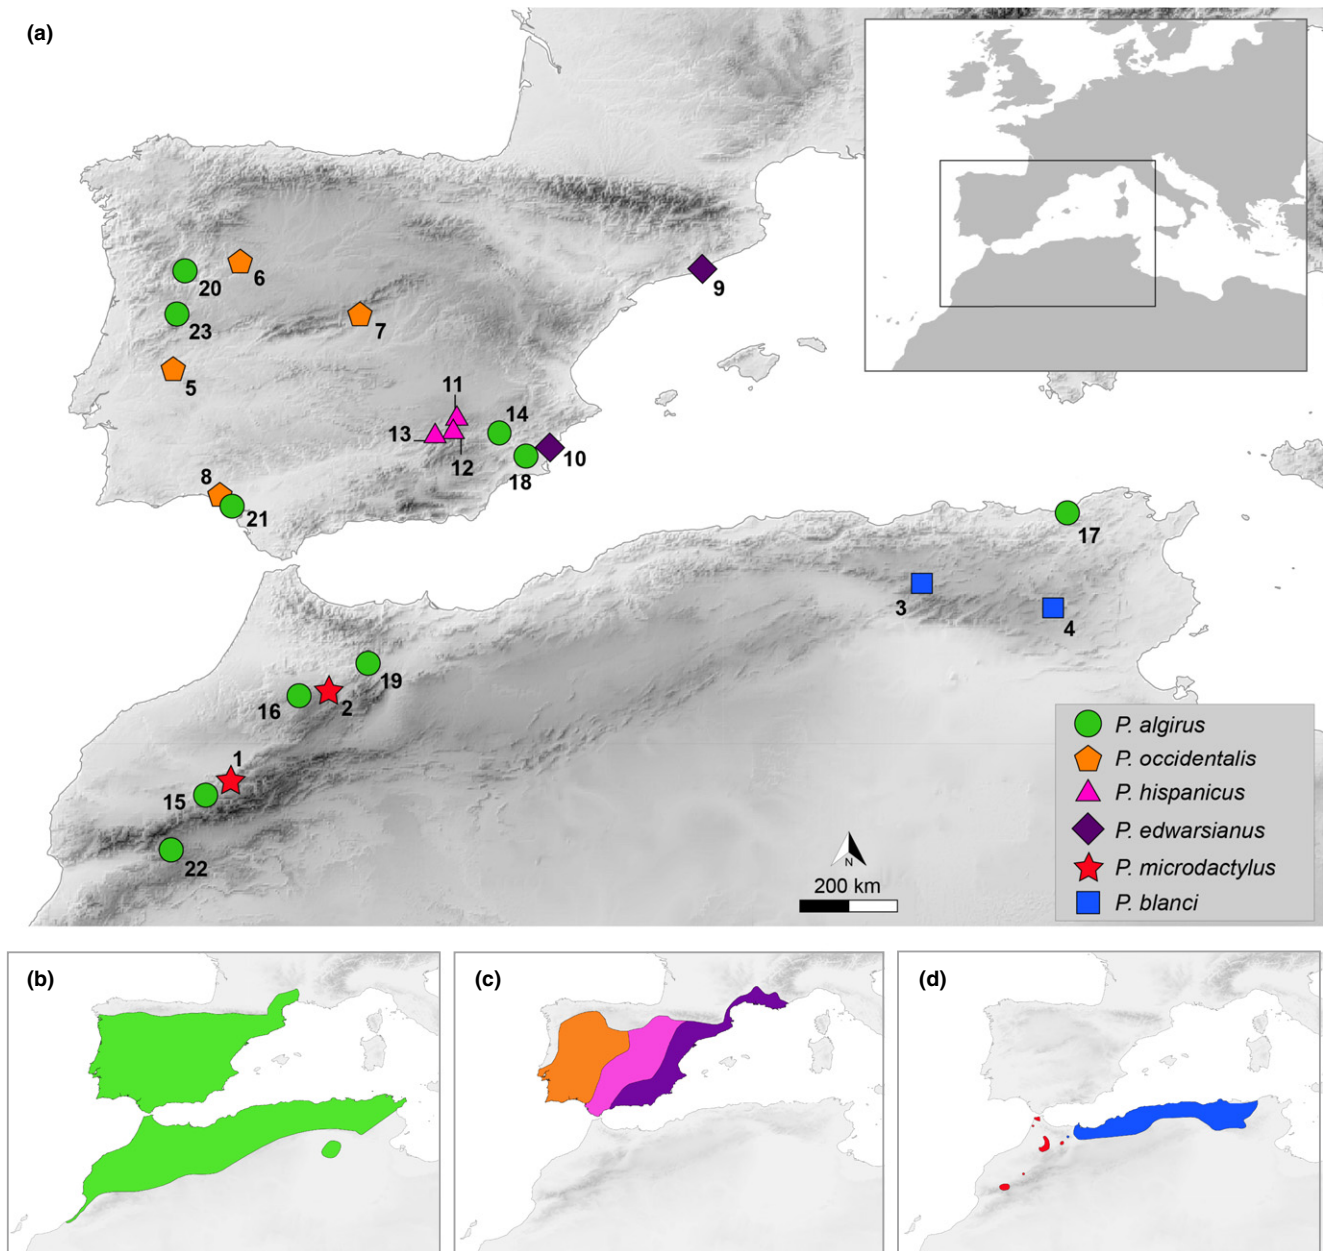 (a)
6
20
9
23
7
5
11
14
13
12
10
18
8
21
17
3
4
19
16
2
1
15
22
N
200 km
P. algirus
P. occidentalis
P. hispanicus
P. edwarsianus
P. microdactylus
P. blanci
(b)
(c)
(d)